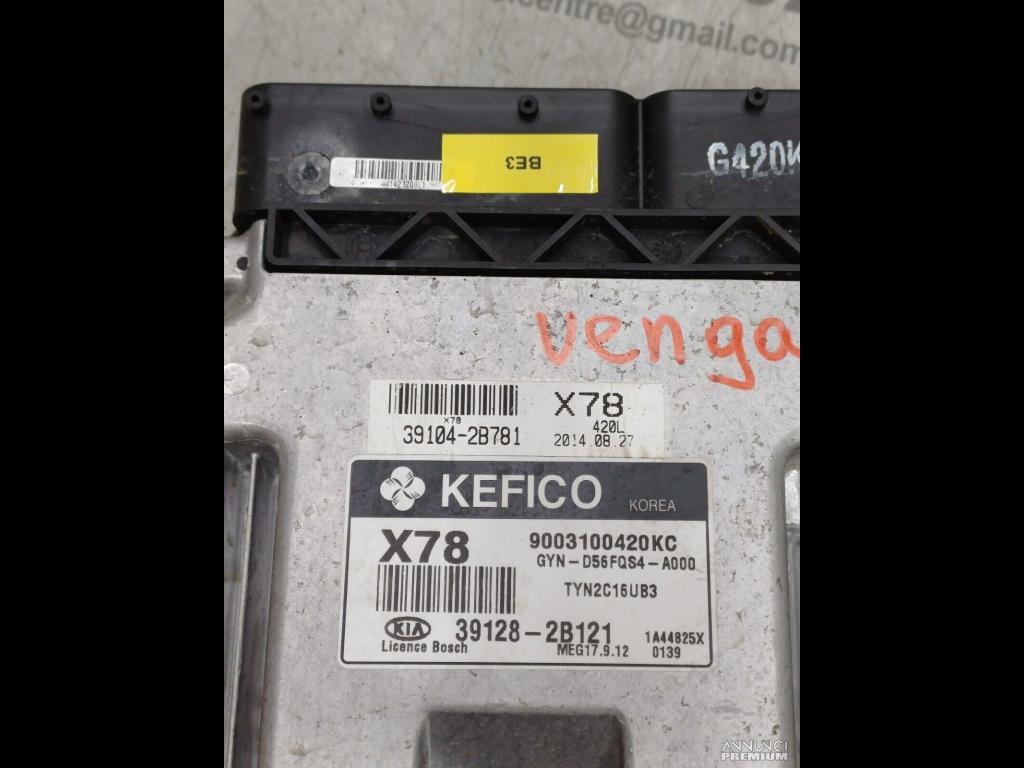 centre@gmail.com
BE3
G420K
venga
X78
X78
420L
39104-2B781
2014.08.27
KEFICO
KOREA
X78
9003100420KC
GYN-D56FQS4-A000
TYN2C16UB3
KIA
39128-2B121
1A44825X
Licence Bosch
MEG17.9.12
0139
ANNUNCI
PREMIUM